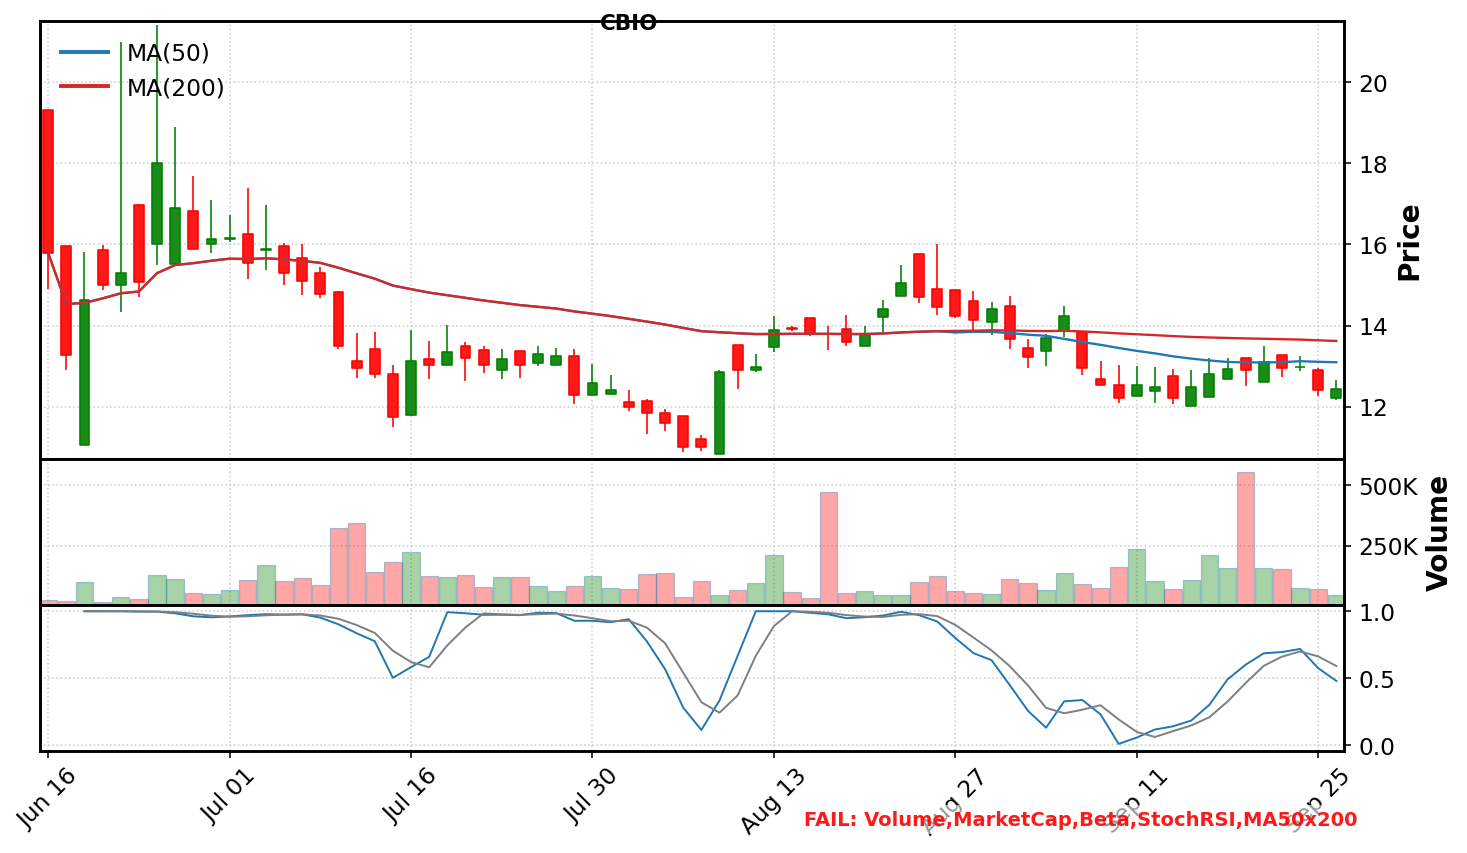 CBIO
MA(50)
MA(200)
20
18
16
14
12
Price
500K
250K
Volume
1.0
0.5
0.0
Jun 16
Jul 01
Jul 16
Jul 30
Aug 13
Aug 27
Sep 11
Sep 25
FAIL: Volume,MarketCap,Beta,StochRSI,MA50x200